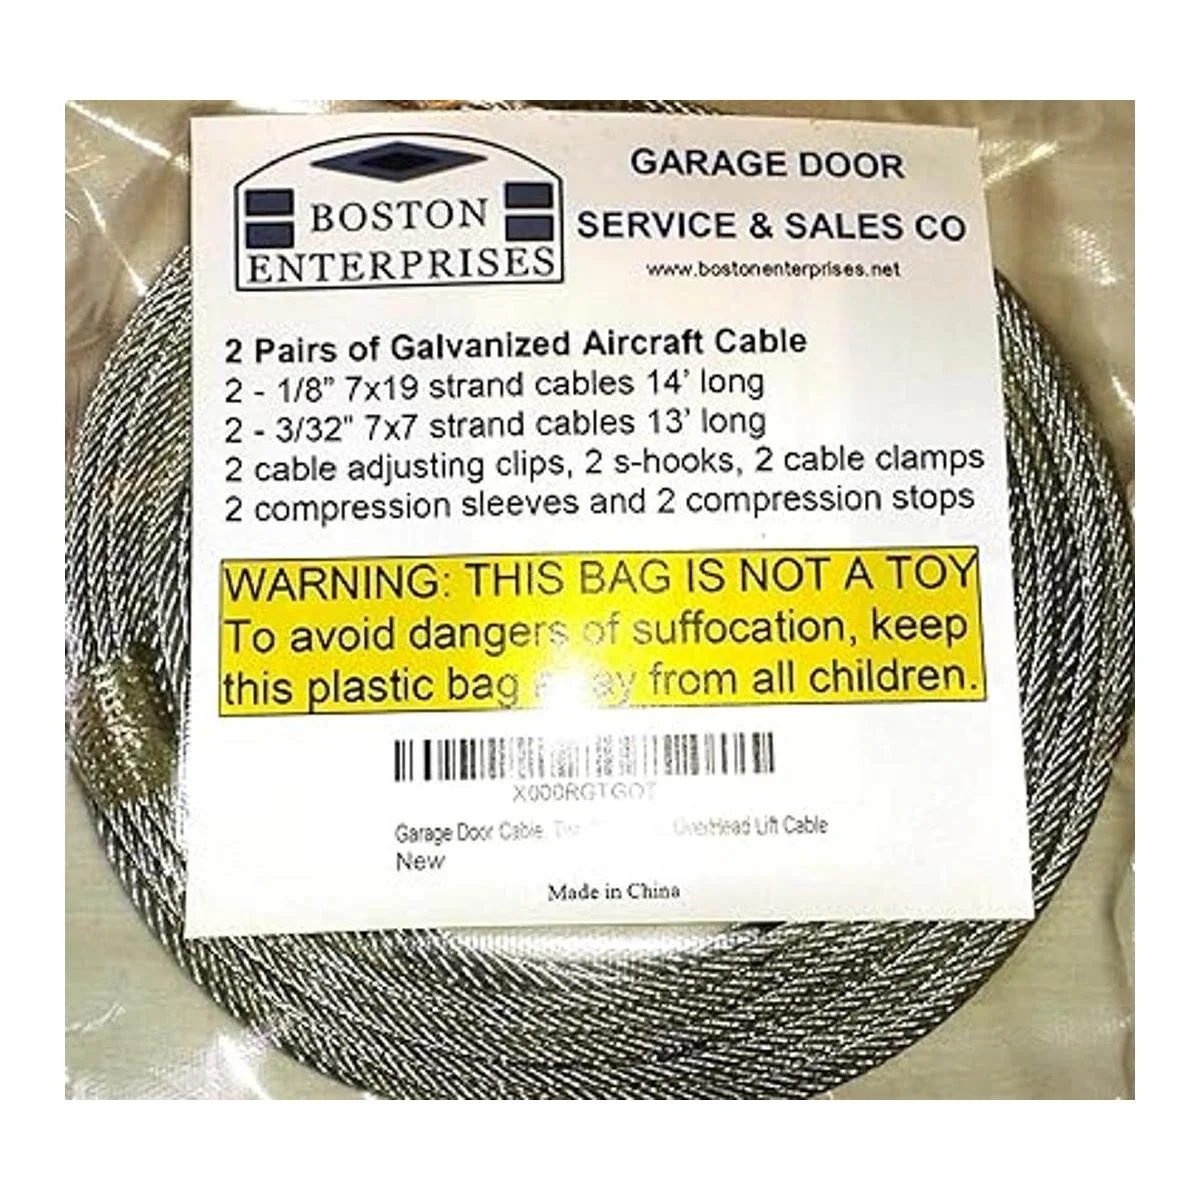 BOSTON
ENTERPRISES
GARAGE DOOR
SERVICE & SALES CO
www.bostonenterprises.net
2 Pairs of Galvanized Aircraft Cable
2 - 1/8” 7x19 strand cables 14’ long
2 - 3/32" 7x7 strand cables 13’ long
2 cable adjusting clips, 2 s-hooks, 2 cable clamps
2 compression sleeves and 2 compression stops
WARNING: THIS BAG IS NOT A TOY
To avoid dangers of suffocation, keep
this plastic bag away from all children.
X000RGTGOT
Garage Door Cable, OverHead Lift Cable
New
Made in China